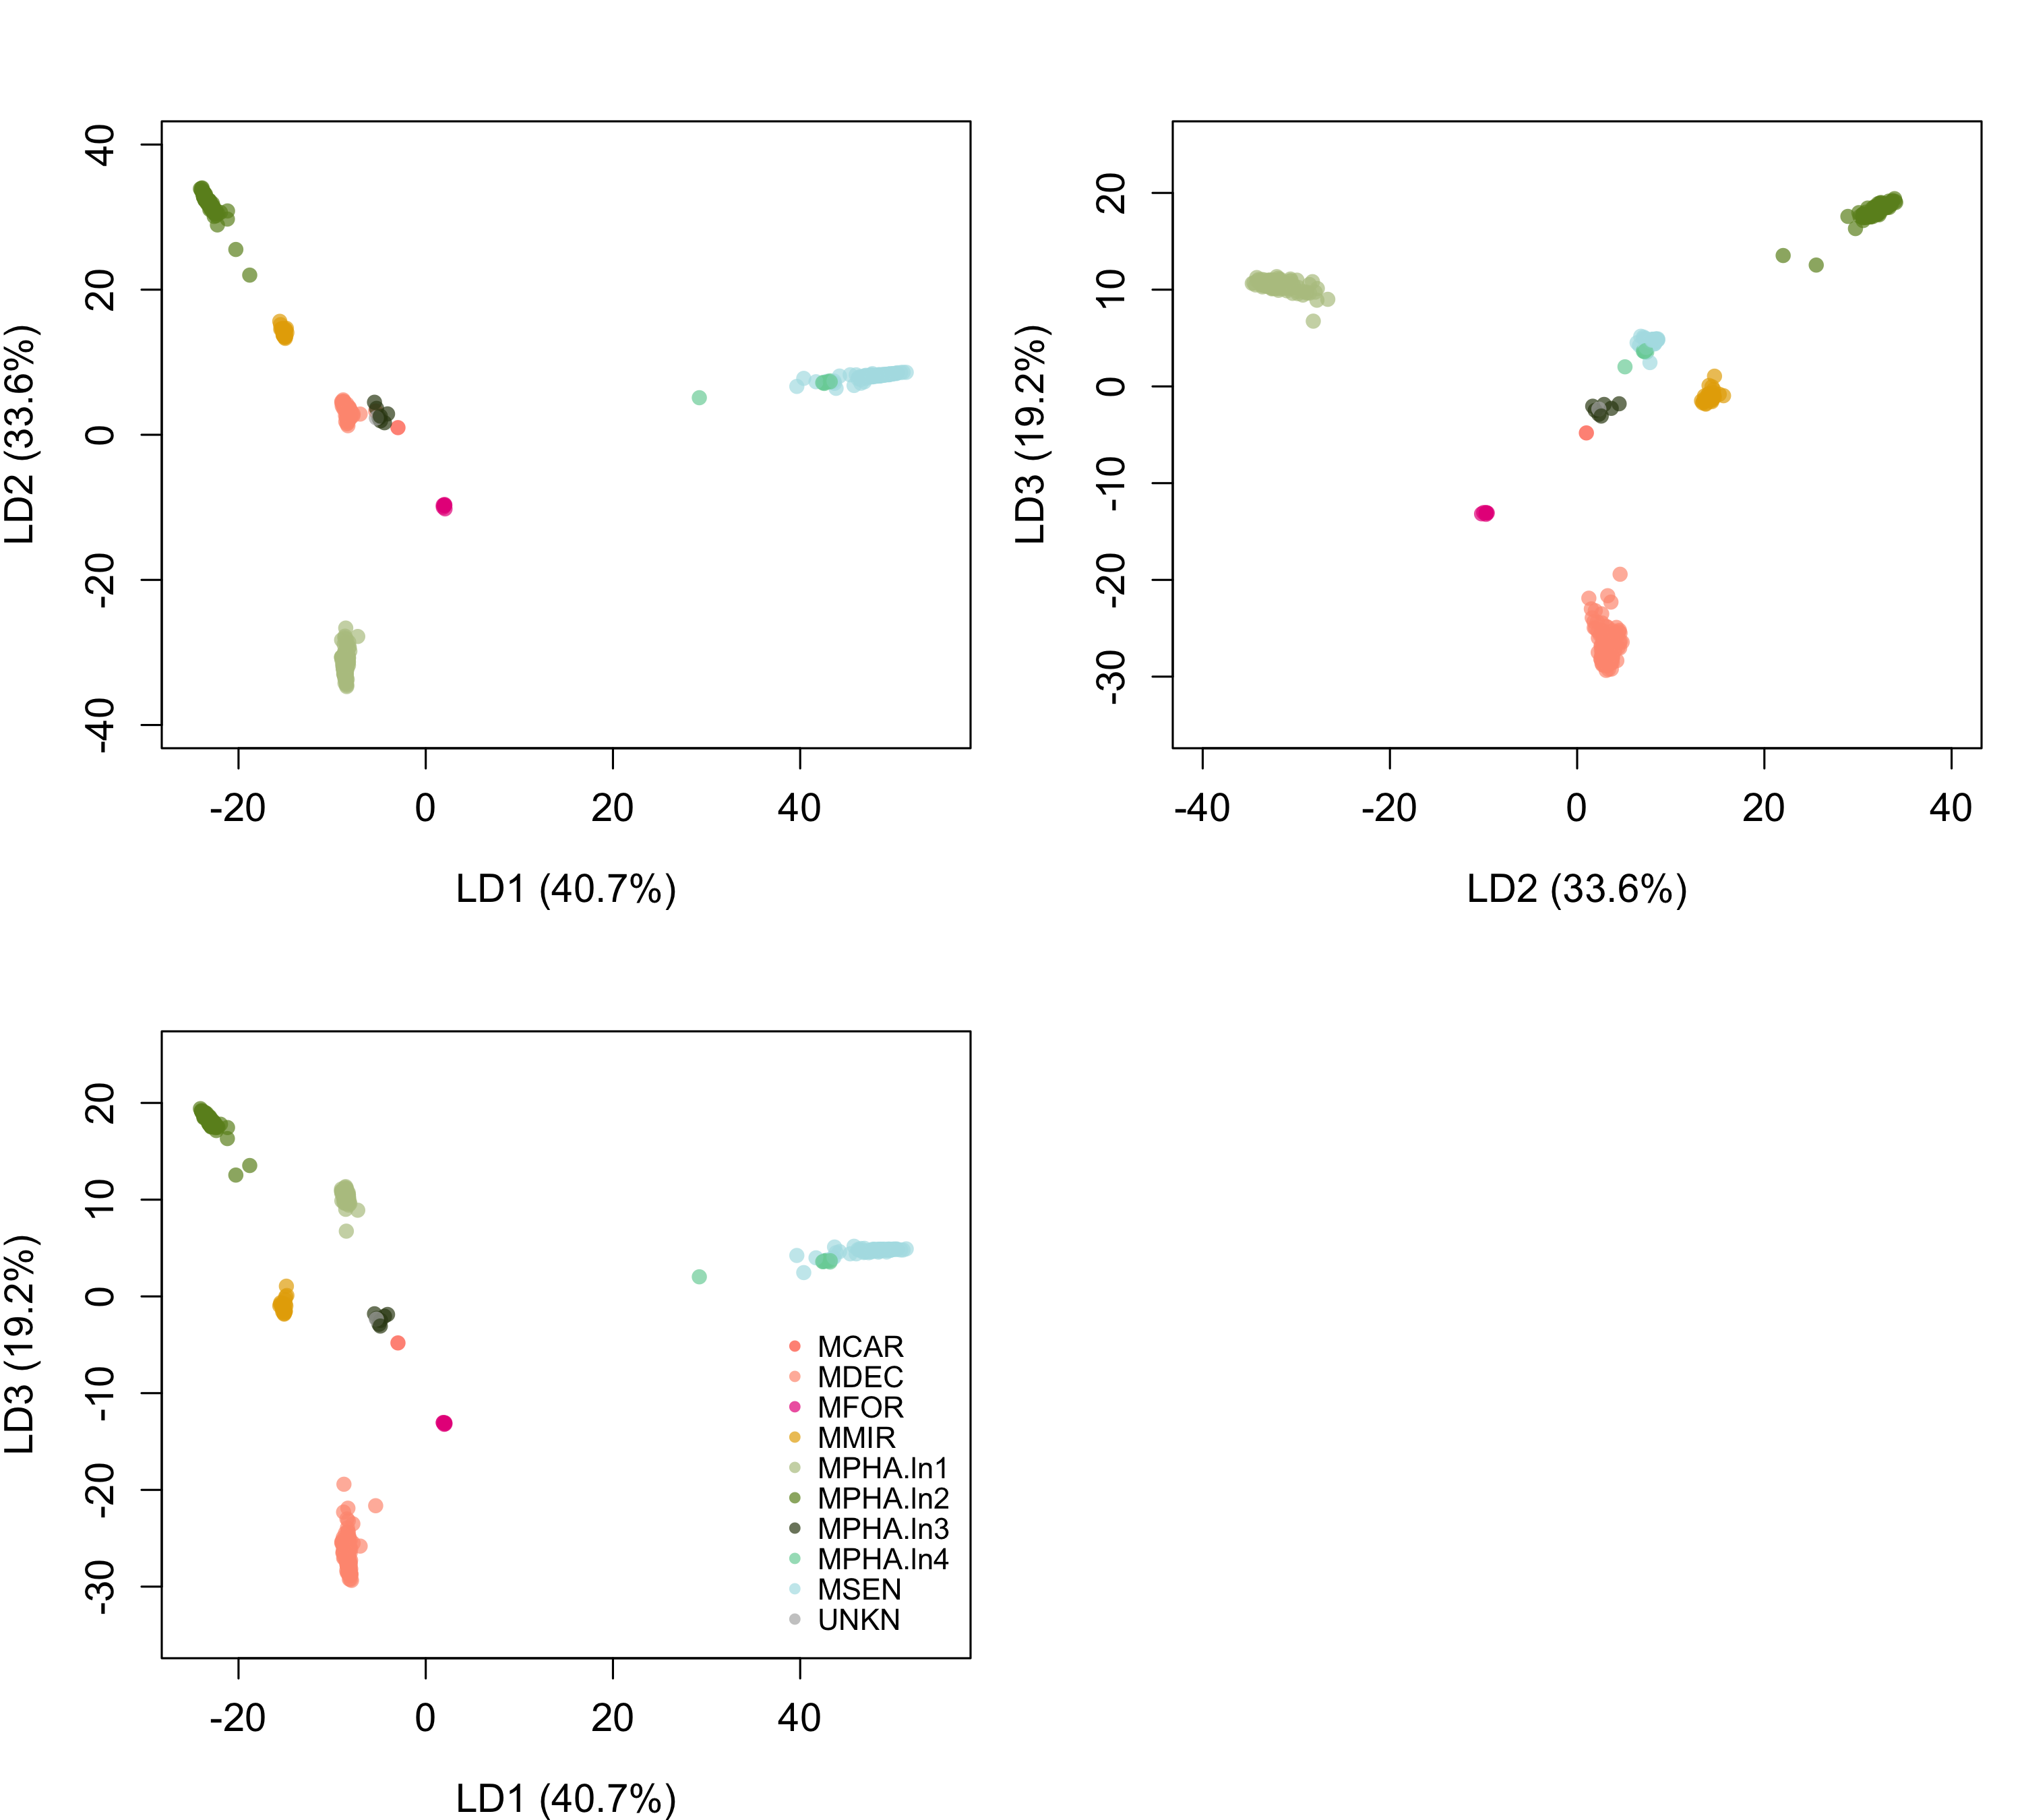 40
20
0
-20
-40
LD2 (33.6%)
-20 0 20 40
LD1 (40.7%)
20
10
0
-10
-20
-30
LD3 (19.2%)
-40 -20 0 20 40
LD2 (33.6%)
20
10
0
-10
-20
-30
LD3 (19.2%)
MCAR
MDEC
MFOR
MMIR
MPHA.ln1
MPHA.ln2
MPHA.ln3
MPHA.ln4
MSEN
UNKN
-20 0 20 40
LD1 (40.7%)